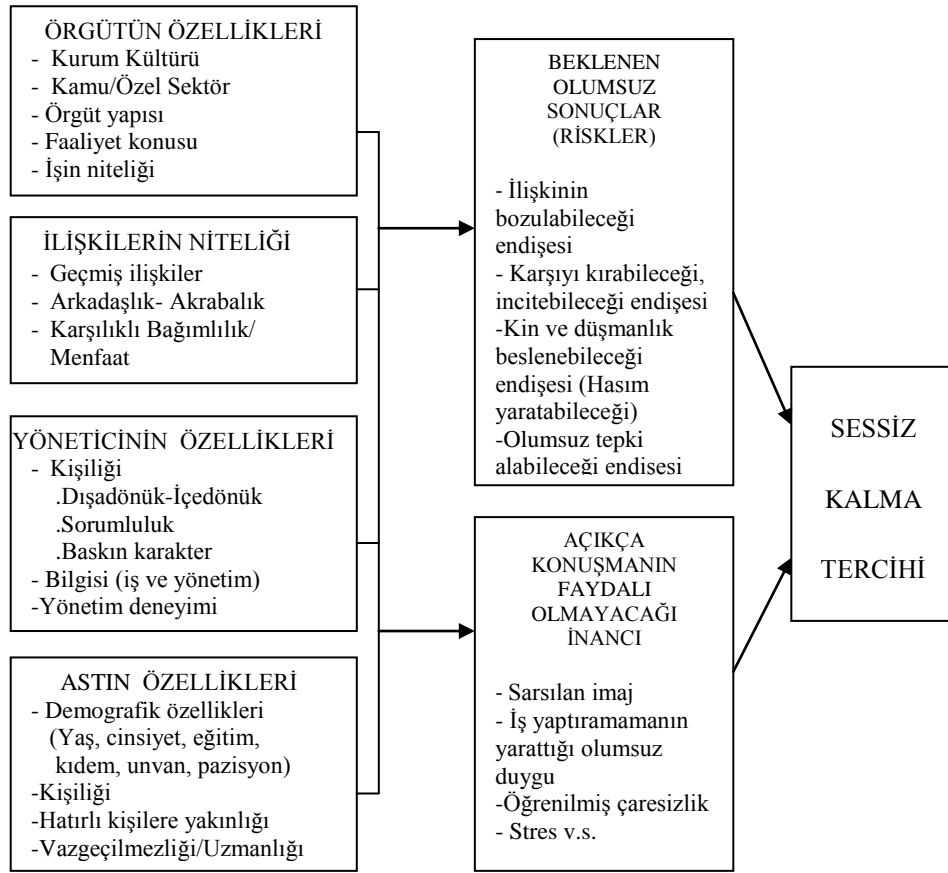 ÖRGÜTÜN ÖZELLİKLERİ
- Kurum Kültürü
- Kamu/Özel Sektör
- Örgüt yapısı
- Faaliyet konusu
- İşin niteliği
İLİŞKİLERİN NİTELİĞİ
- Geçmiş ilişkiler
- Arkadaşlık- Akrabalık
- Karşılıklı Bağımlılık/
Menfaat
YÖNETİCİNİN ÖZELLİKLERİ
- Kişiliği
.Dışadönük-İçedönük
.Sorumluluk
.Baskın karakter
- Bilgisi (iş ve yönetim)
-Yönetim deneyimi
ASTIN ÖZELLİKLERİ
- Demografik özellikleri
(Yaş, cinsiyet, eğitim,
kıdem, unvan, pazisyon)
-Kişiliği
-Hatırlı kişilere yakınlığı
-Vazgeçilmezliği/Uzmanlığı
BEKLENEN
OLUMSUZ
SONUÇLAR
(RİSKLER)
- İlişkinin
bozulabileceği
endişesi
- Karşıyı kırabileceği,
incitebileceği endişesi
-Kin ve düşmanlık
beslenebileceği
endişesi (Hasım
yaratabileceği)
-Olumsuz tepki
alabileceği endişesi
AÇIKÇA
KONUŞMANIN
FAYDALI
OLMAYACAĞI
İNANCI
- Sarsılan imaj
- İş yaptıramamanın
yarattığı olumsuz
duygu
-Öğrenilmiş çaresizlik
- Stres v.s.
SESSİZ
KALMA
TERCİHİ